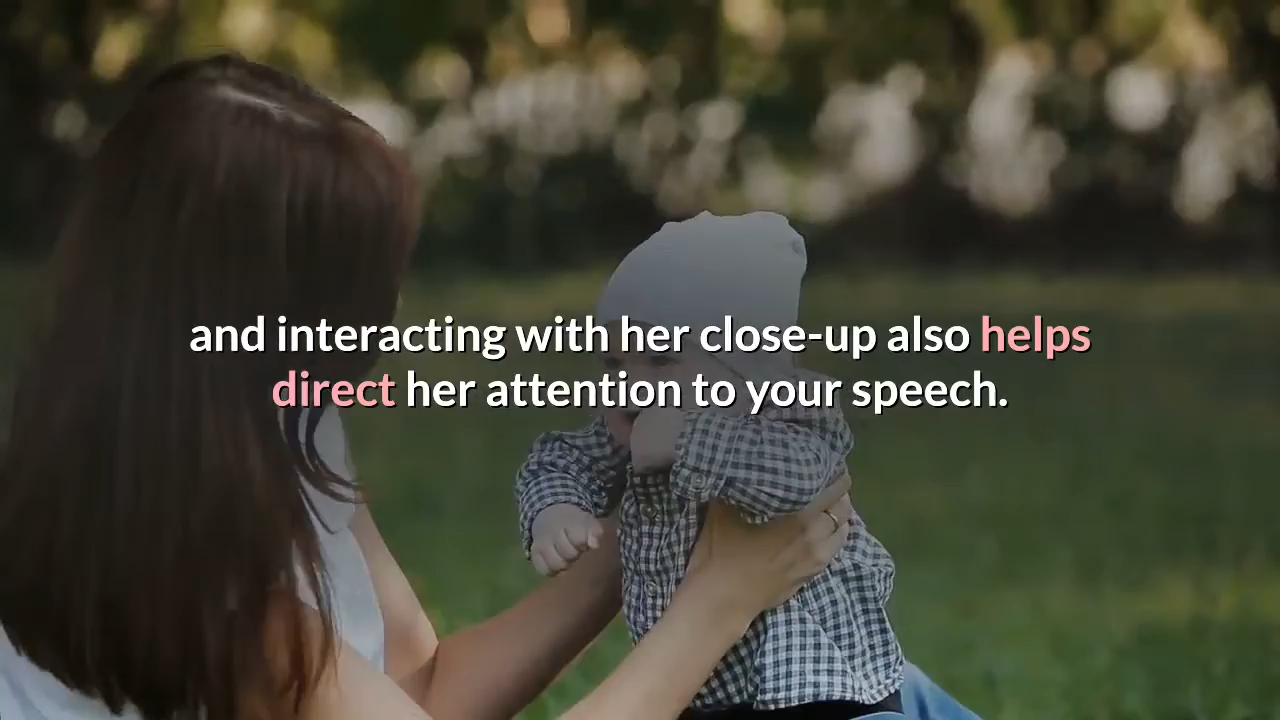 and interacting with her close-up also helps
direct her attention to your speech.